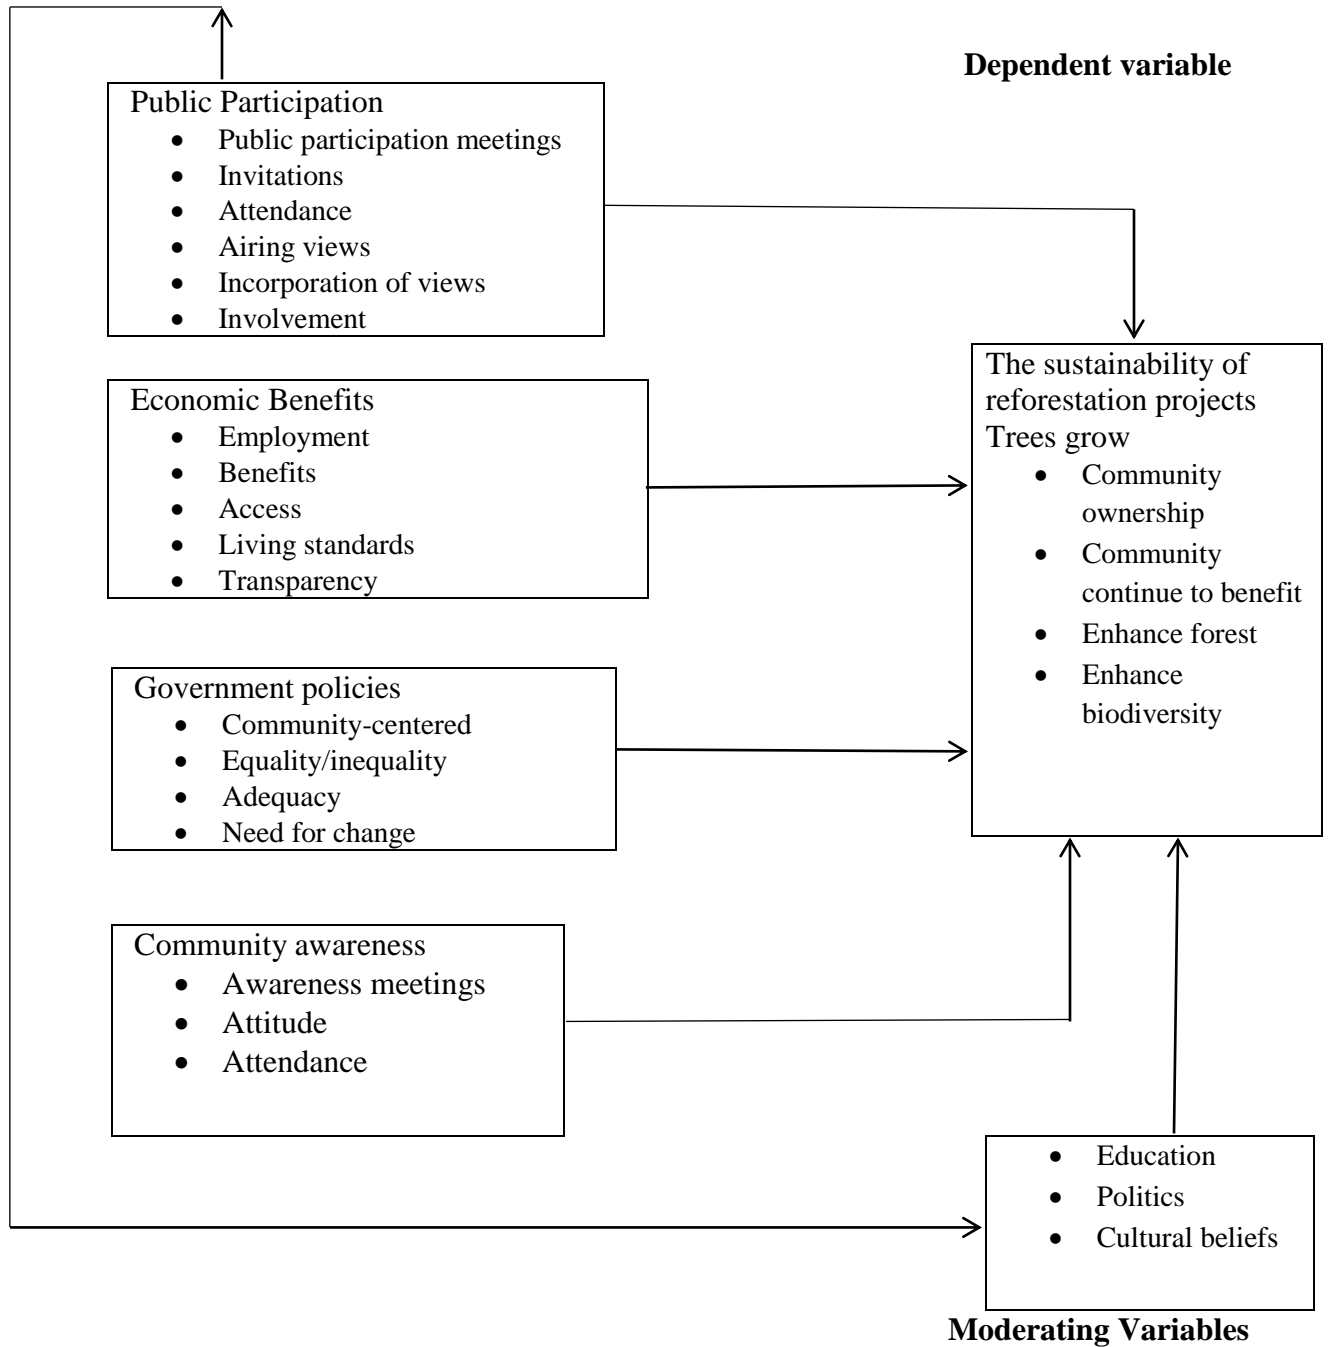 Dependent variable
Public Participation
• Public participation meetings
• Invitations
• Attendance
• Airing views
• Incorporation of views
• Involvement
Economic Benefits
• Employment
• Benefits
• Access
• Living standards
• Transparency
Government policies
• Community-centered
• Equality/inequality
• Adequacy
• Need for change
Community awareness
• Awareness meetings
• Attitude
• Attendance
The sustainability of
reforestation projects
Trees grow
• Community
ownership
• Community
continue to benefit
• Enhance forest
• Enhance
biodiversity
• Education
• Politics
• Cultural beliefs
Moderating Variables